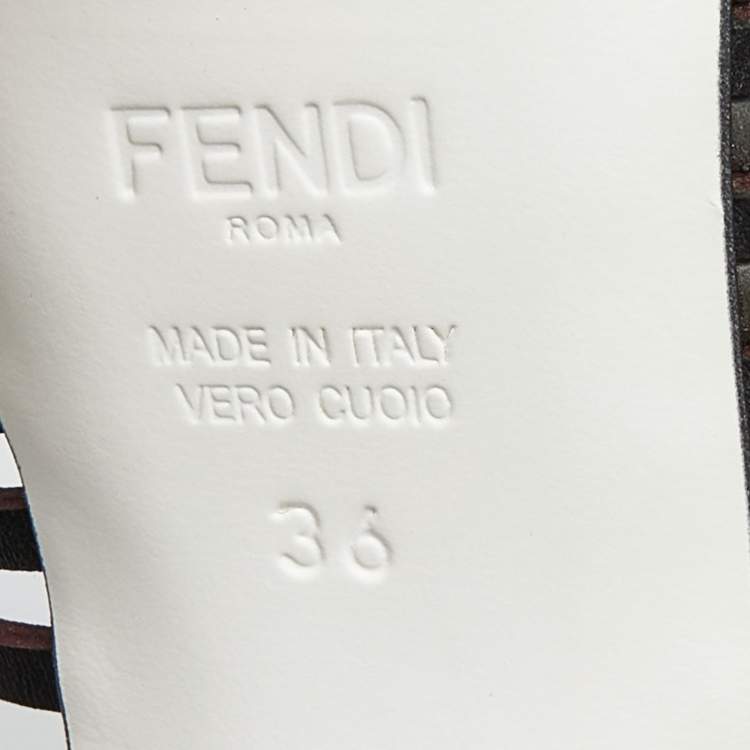 FENDI
ROMA
MADE IN ITALY
VERO CUOIO
36